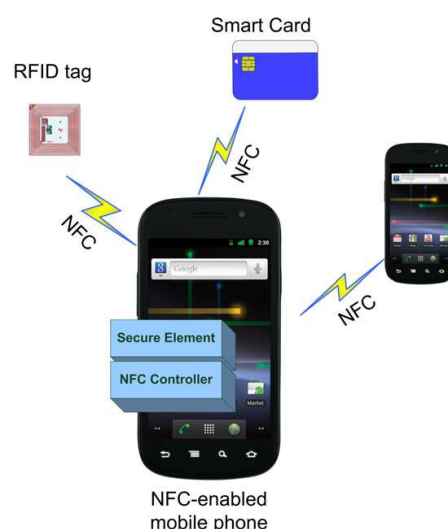 Smart Card
RFID tag
NFC
NFC
NFC
2:30
Google
Secure Element
NFC Controller
Market
NFC-enabled
mobile phone